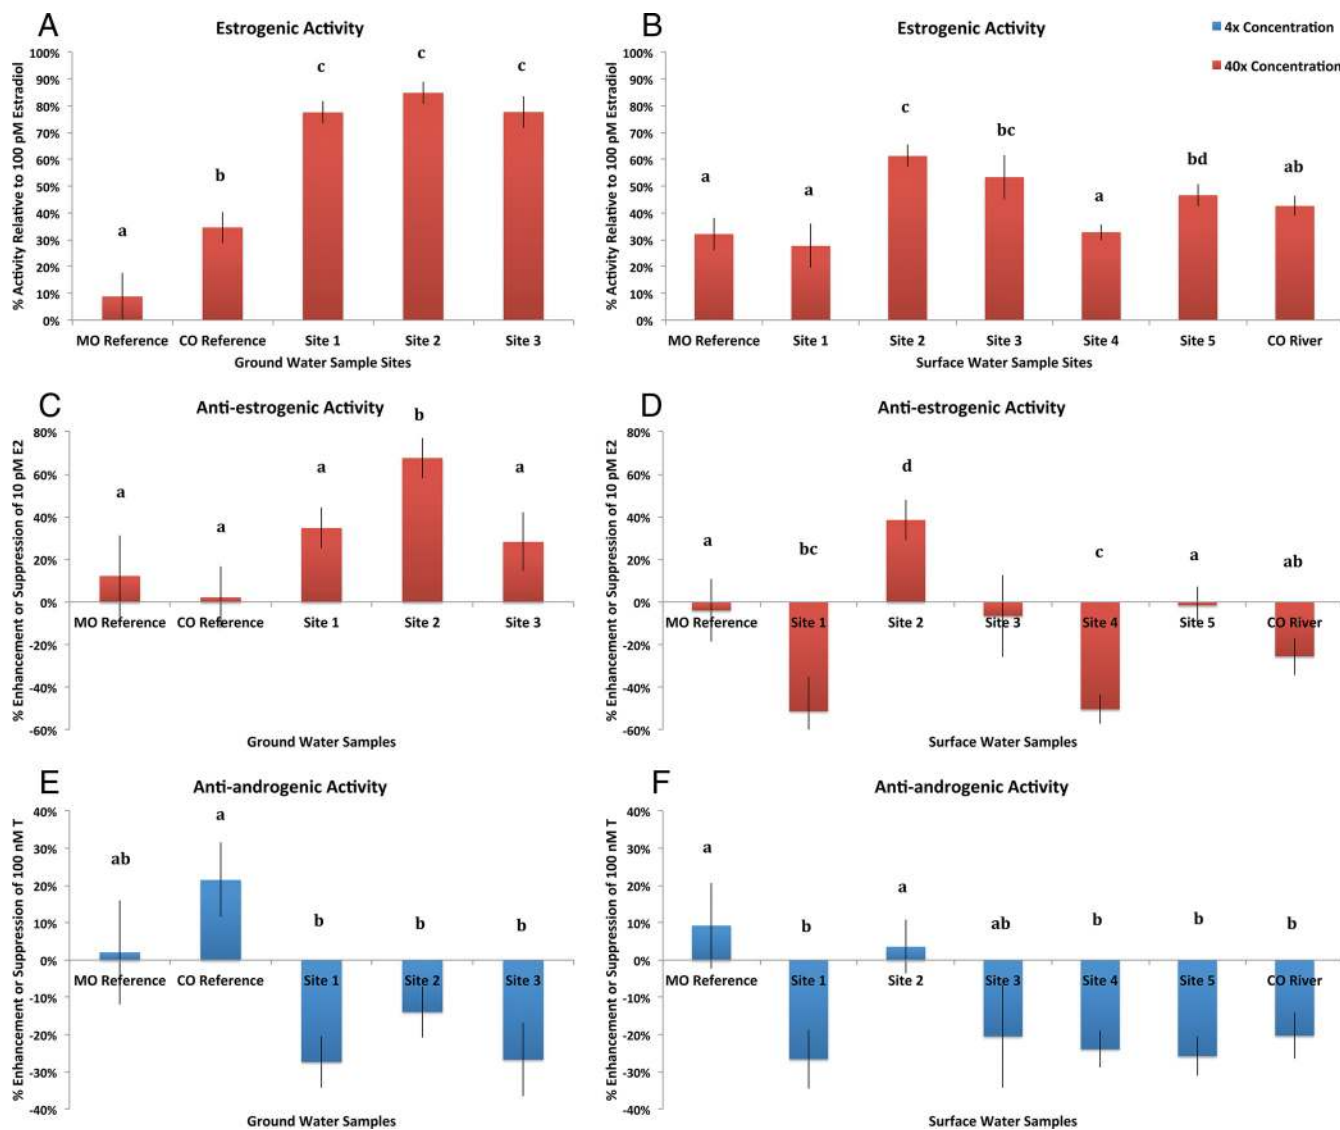 A
Estrogenic Activity
% Activity Relative to 100 pM Estradiol
100%
90%
80%
70%
60%
50%
40%
30%
20%
10%
0%
a
b
c
c
c
MO Reference CO Reference Site 1 Site 2 Site 3
Ground Water Sample Sites
B
Estrogenic Activity
4x Concentration
40x Concentration
% Activity Relative to 100 pM Estradiol
100%
90%
80%
70%
60%
50%
40%
30%
20%
10%
0%
a
a
c
bc
a
bd
ab
MO Reference Site 1 Site 2 Site 3 Site 4 Site 5 CO River
Surface Water Sample Sites
C
Anti-estrogenic Activity
% Enhancement or Suppression of 10 pM E2
80%
60%
40%
20%
0%
-20%
-40%
-60%
a
a
a
b
a
MO Reference CO Reference Site 1 Site 2 Site 3
Ground Water Samples
D
Anti-estrogenic Activity
% Enhancement or Suppression of 10 pM E2
80%
60%
40%
20%
0%
-20%
-40%
-60%
a
bc
d
c
a
ab
MO Reference Site 1 Site 2 Site 3 Site 4 Site 5 CO River
Surface Water Samples
E
Anti-androgenic Activity
% Enhancement or Suppression of 100 nM T
40%
30%
20%
10%
0%
-10%
-20%
-30%
-40%
ab
a
b
b
b
MO Reference CO Reference Site 1 Site 2 Site 3
Ground Water Samples
F
Anti-androgenic Activity
% Enhancement or Suppression of 100 nM T
40%
30%
20%
10%
0%
-10%
-20%
-30%
-40%
a
b
a
ab
b
b
b
MO Reference Site 1 Site 2 Site 3 Site 4 Site 5 CO River
Surface Water Samples